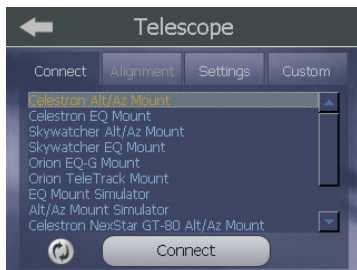 Telescope
Connect Alignment Settings Custom
Celestron Alt/Az Mount
Celestron EQ Mount
Skywatcher Alt/Az Mount
Skywatcher EQ Mount
Orion EQ-G Mount
Orion TeleTrack Mount
EQ Mount Simulator
Alt/Az Mount Simulator
Celestron NexStar GT-80 Alt/Az Mount
Connect